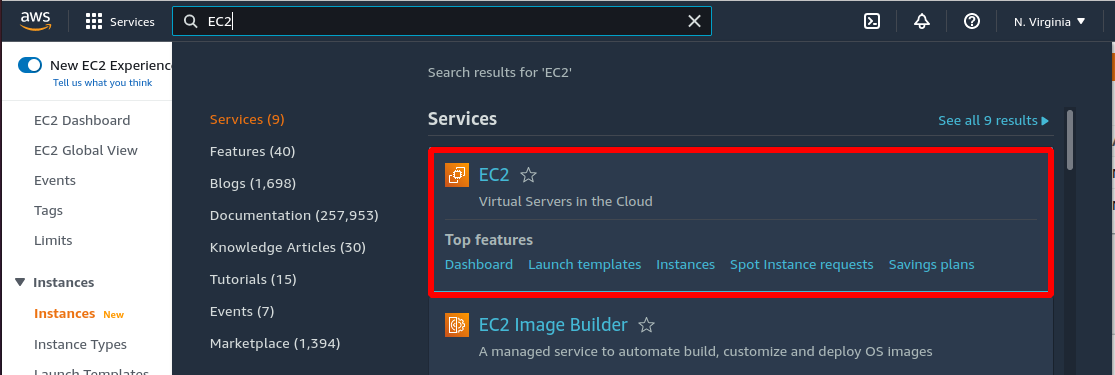 aws
Services
EC2
N. Virginia
New EC2 Experience
Tell us what you think
EC2 Dashboard
EC2 Global View
Events
Tags
Limits
Instances
Instances New
Instance Types
Launch Templates
Search results for 'EC2'
Services (9)
Features (40)
Blogs (1,698)
Documentation (257,953)
Knowledge Articles (30)
Tutorials (15)
Events (7)
Marketplace (1,394)
Services
See all 9 results
EC2
Virtual Servers in the Cloud
Top features
Dashboard Launch templates Instances Spot Instance requests Savings plans
EC2 Image Builder
A managed service to automate build, customize and deploy OS images